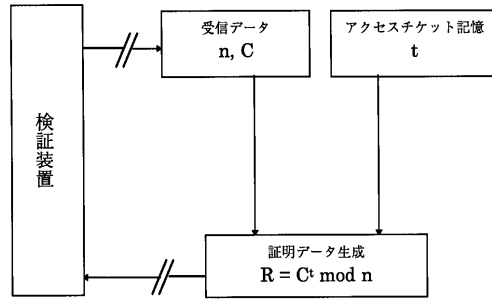 受信データ
n, C
アクセスチケット記憶
t
検証装置
証明データ生成
R = Cᵗ mod n